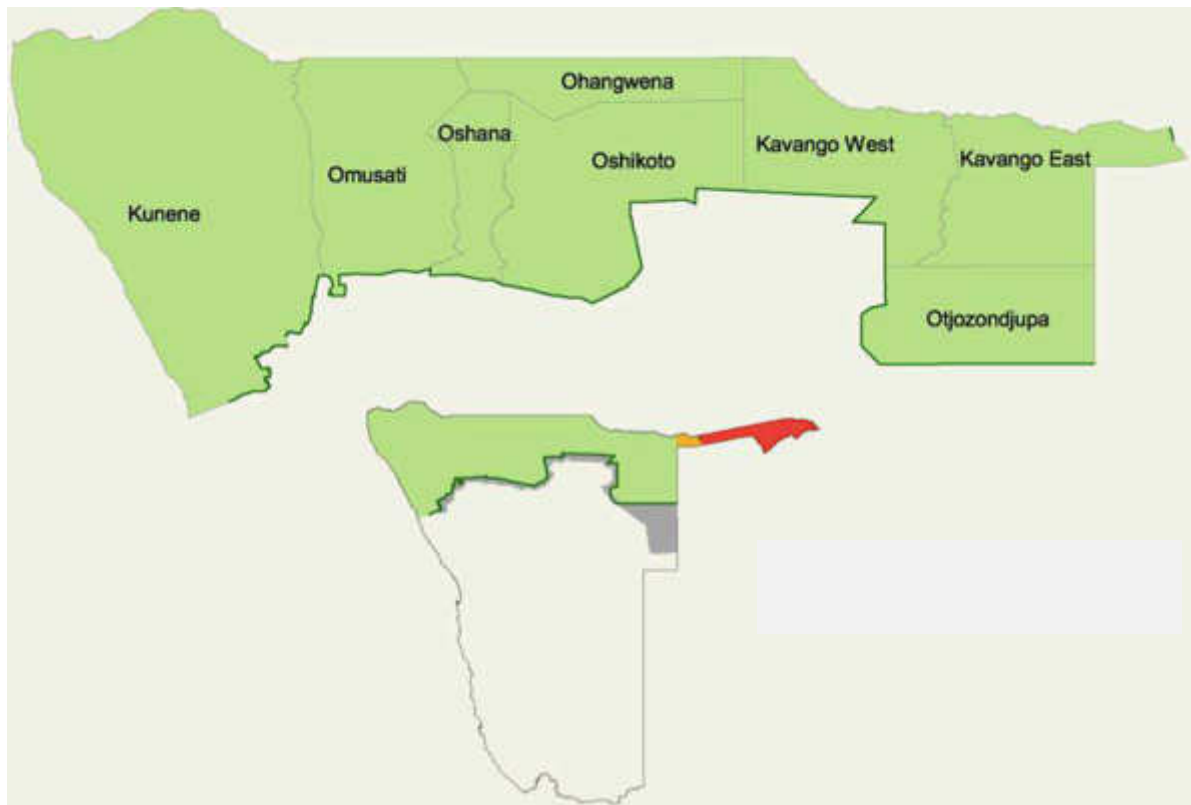 Ohangwena
Oshana
Kavango West
Oshikoto
Kavango East
Omusati
Kunene
Otjozondjupa